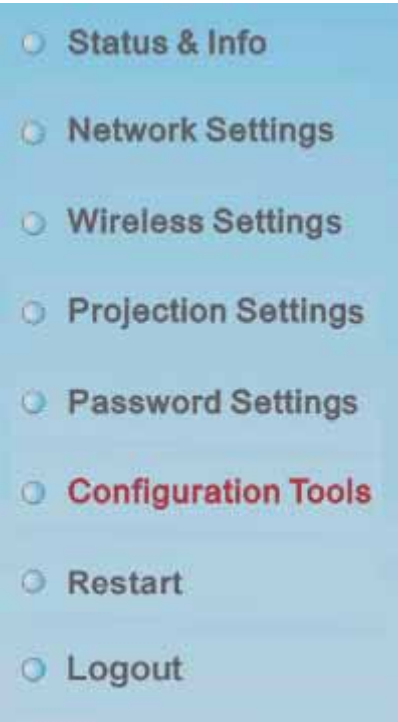 Status & Info
Network Settings
Wireless Settings
Projection Settings
Password Settings
Configuration Tools
Restart
Logout